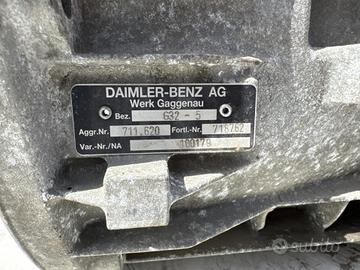 DAIMLER-BENZ AG
Werk Gaggenau
Bez. G32 - 5
Aggr.Nr. 711.620 Fortl.-Nr. 718762
Var.-Nr./NA 160179
subito